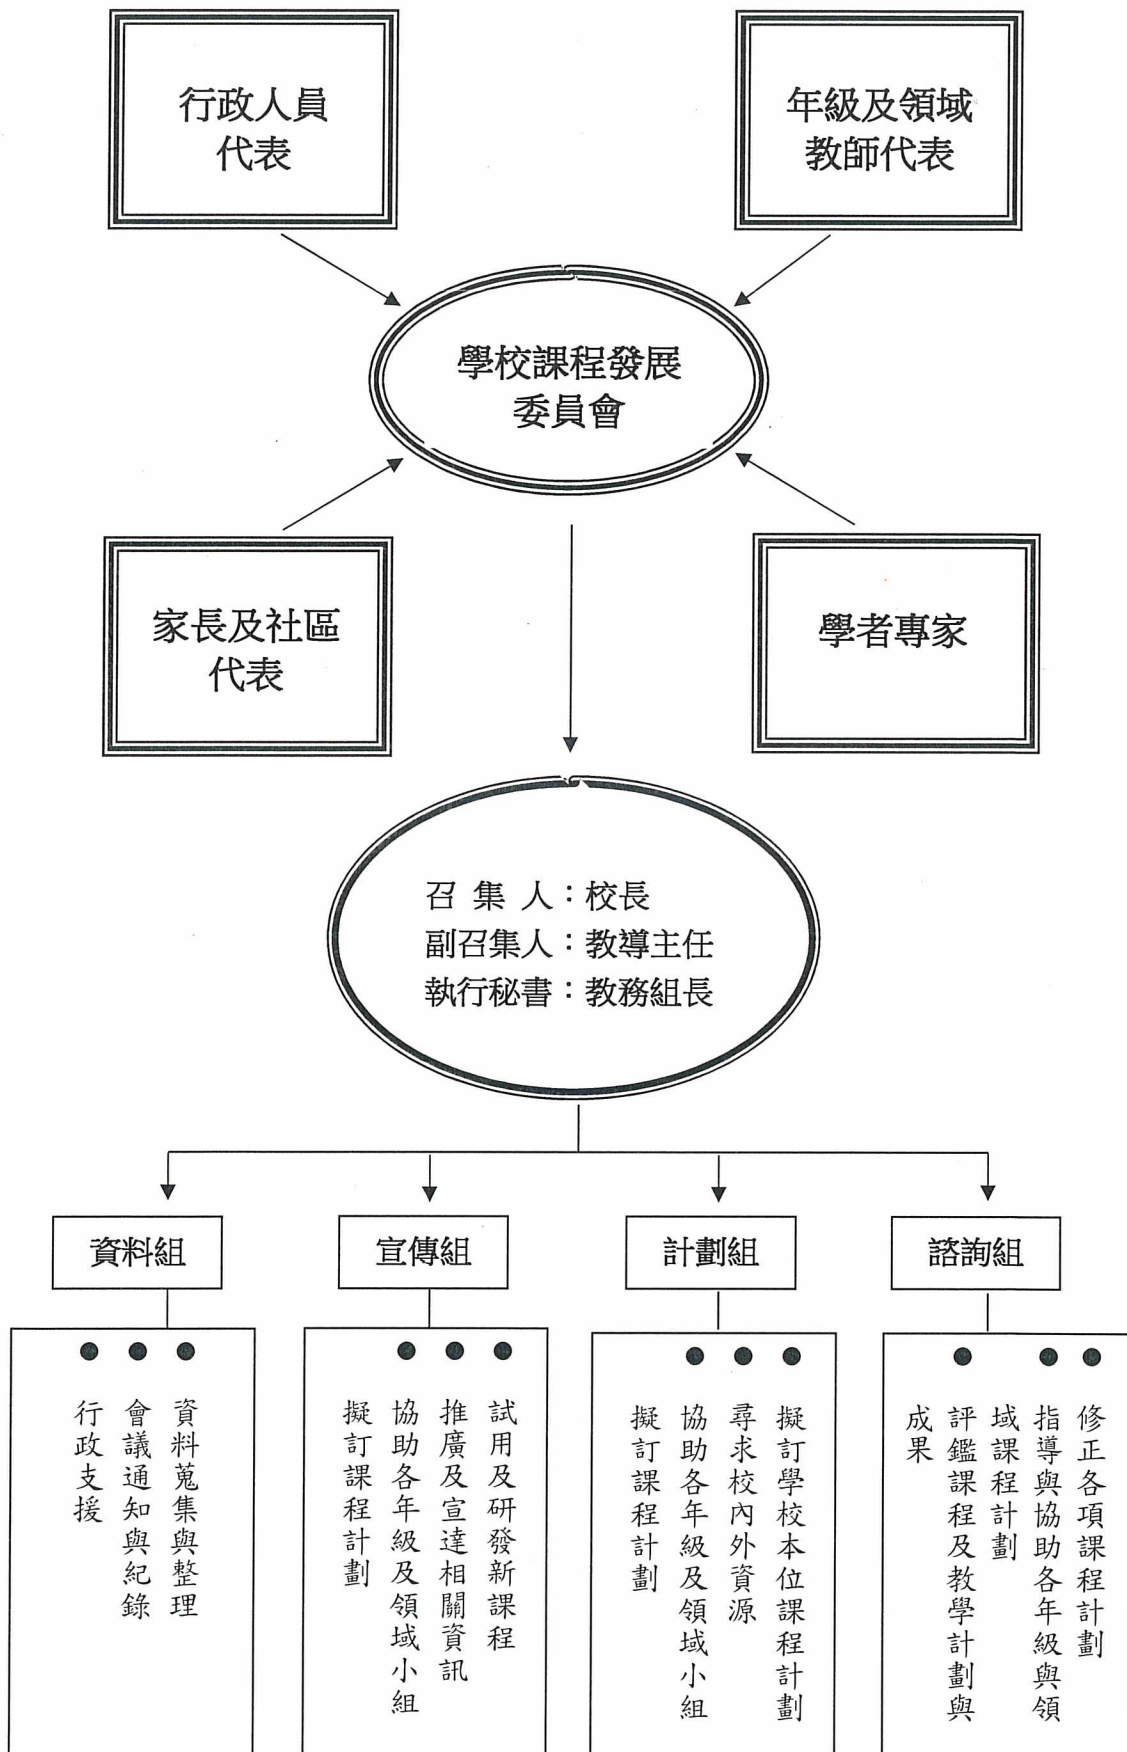 行政人員
代表
年級及領域
教師代表
學校課程發展
委員會
家長及社區
代表
學者專家
召集人：校長
副召集人：教導主任
執行秘書：教務組長
資料組
宣傳組
計劃組
諮詢組
●資料蒐集與整理
●會議通知與紀錄
●行政支援
●試用及研發新課程
●推廣及宣達相關資訊
●協助各年級及領域小組
擬訂課程計劃
●擬訂學校本位課程計劃
●尋求校內外資源
●協助各年級及領域小組
擬訂課程計劃
●修正各項課程計劃
●指導與協助各年級與領
域課程計劃
●評鑑課程及教學計劃與
成果